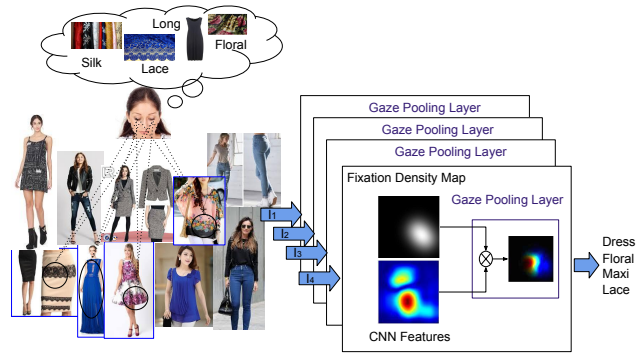 Long
Silk
Lace
Floral
Gaze Pooling Layer
Gaze Pooling Layer
Gaze Pooling Layer
Fixation Density Map
Gaze Pooling Layer
I1
I2
I3
I4
CNN Features
Dress
Floral
Maxi
Lace